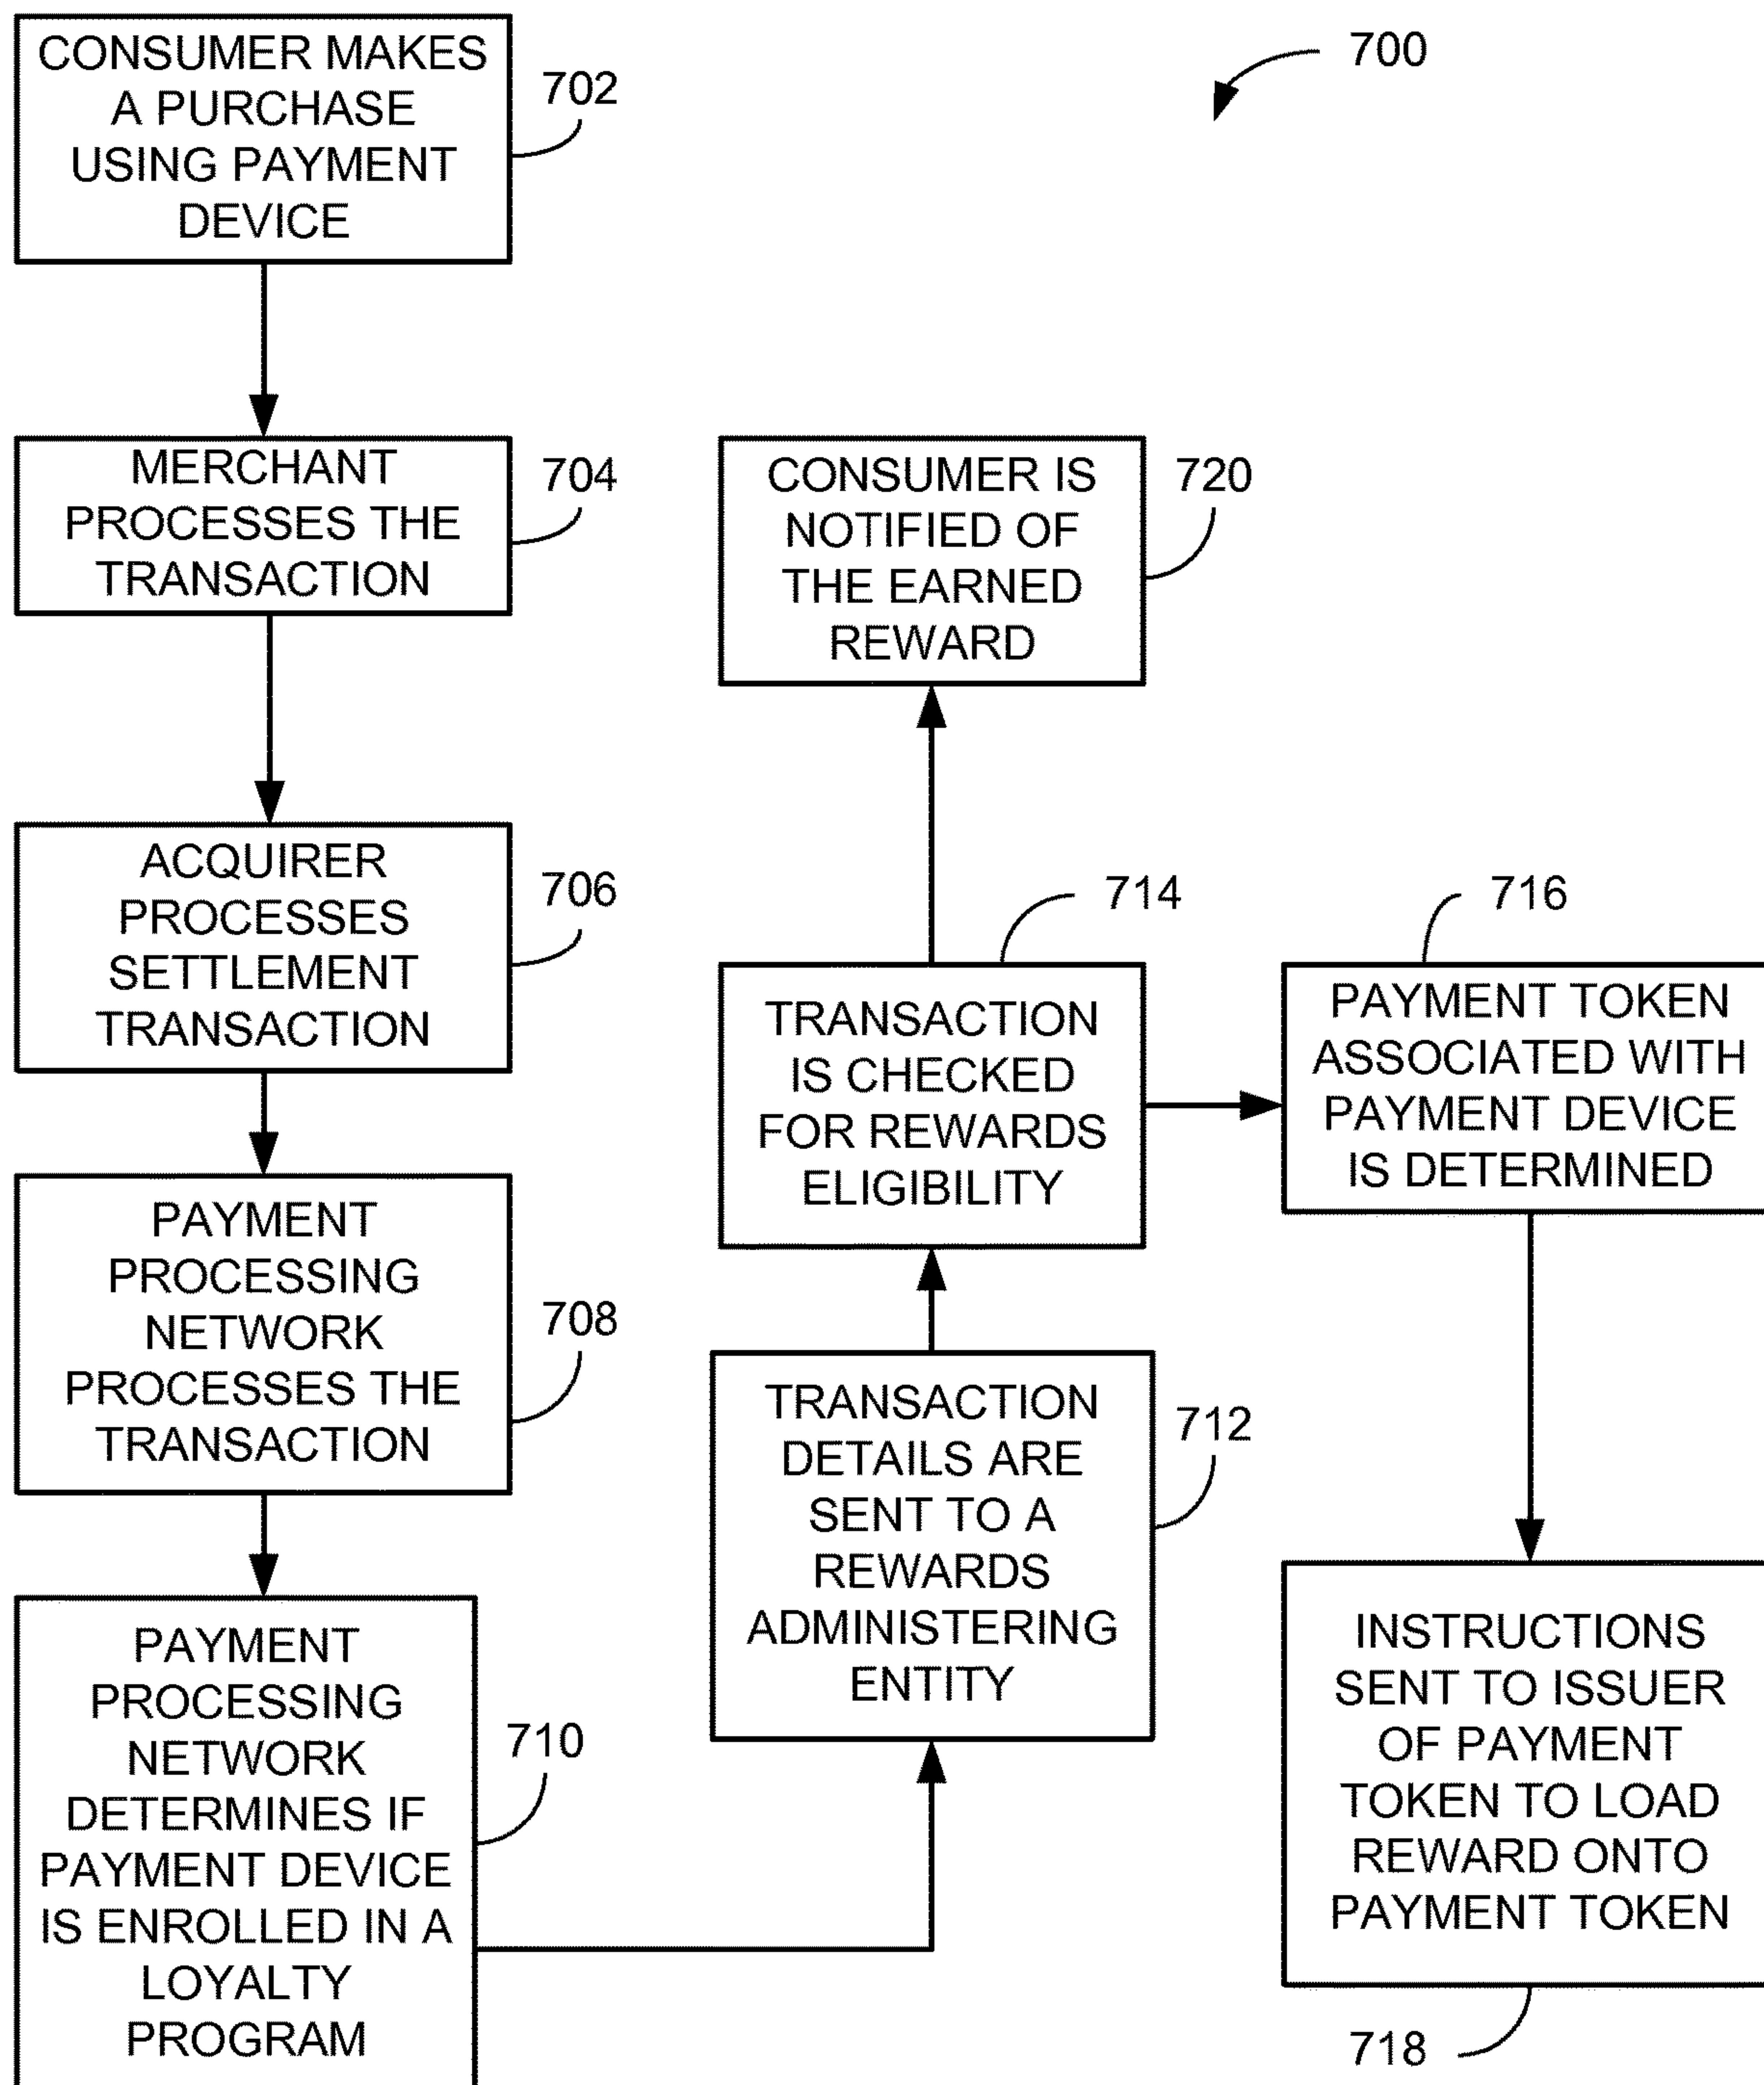 700
CONSUMER MAKES
A PURCHASE
USING PAYMENT
DEVICE
702
MERCHANT
PROCESSES THE
TRANSACTION
704
ACQUIRER
PROCESSES
SETTLEMENT
TRANSACTION
706
PAYMENT
PROCESSING
NETWORK
PROCESSES THE
TRANSACTION
708
PAYMENT
PROCESSING
NETWORK
DETERMINES IF
PAYMENT DEVICE
IS ENROLLED IN A
LOYALTY
PROGRAM
710
TRANSACTION
DETAILS ARE
SENT TO A
REWARDS
ADMINISTERING
ENTITY
712
TRANSACTION
IS CHECKED
FOR REWARDS
ELIGIBILITY
714
PAYMENT TOKEN
ASSOCIATED WITH
PAYMENT DEVICE
IS DETERMINED
716
INSTRUCTIONS
SENT TO ISSUER
OF PAYMENT
TOKEN TO LOAD
REWARD ONTO
PAYMENT TOKEN
718
CONSUMER IS
NOTIFIED OF
THE EARNED
REWARD
720